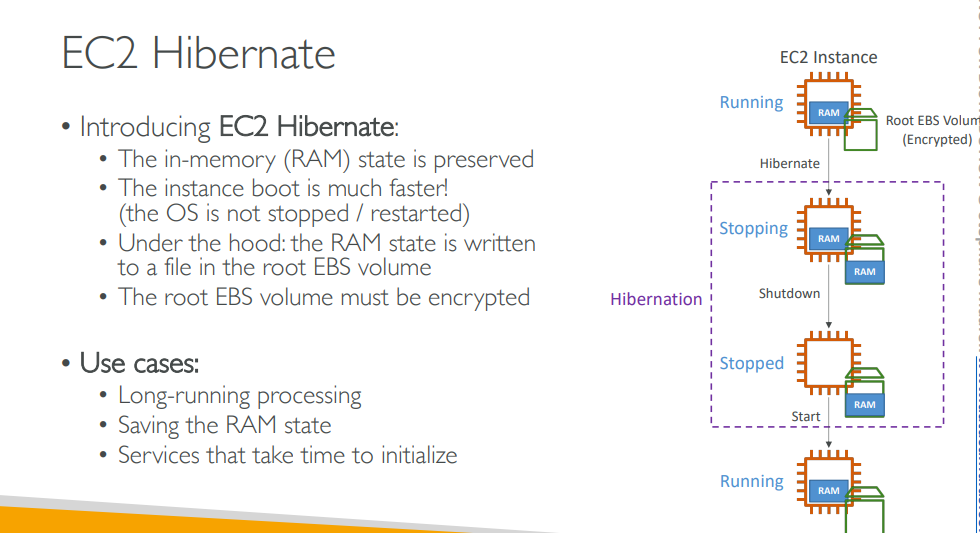 EC2 Hibernate
• Introducing EC2 Hibernate:
• The in-memory (RAM) state is preserved
• The instance boot is much faster!
(the OS is not stopped / restarted)
• Under the hood: the RAM state is written
to a file in the root EBS volume
• The root EBS volume must be encrypted
• Use cases:
• Long-running processing
• Saving the RAM state
• Services that take time to initialize
EC2 Instance
Running
RAM
Root EBS Volum
(Encrypted)
Hibernate
Stopping
RAM
RAM
Shutdown
Hibernation
Stopped
RAM
Start
Running
RAM